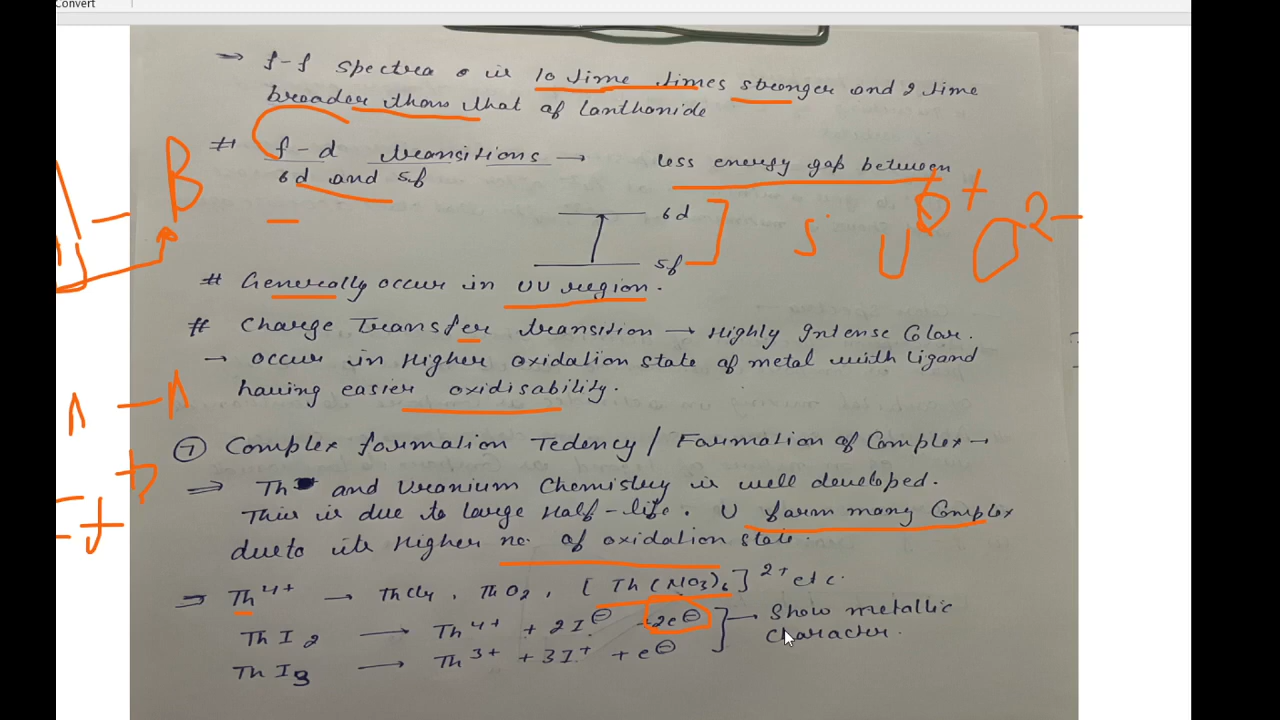 Convert
→ f-f spectra is 10 time times stronger and 2 time
broader than that of lanthonide
# f-d transitions → less energy gap between
6d and 5f
B
6d
5f
S U6+ O2-
# Generally occur in UV region.
# Charge Transfer transition → Highly Intense Color.
→ occur in Higher oxidation state of metal with ligand
having easier oxidisability.
⑦ Complex formation Tedency / Formation of Complex →
⇒ Th and Uranium Chemistry is well developed.
This is due to large Half-life. U form many Complex
dueto its Higher no. of oxidation state.
⇒ Th4+ → ThCl4, ThO2, [Th(NO3)6]2+ etc.
ThI2 → Th4+ + 2I⊖ + 2e⊖
ThI3 → Th3+ + 3I+ + e⊖
→ Show metallic
character.